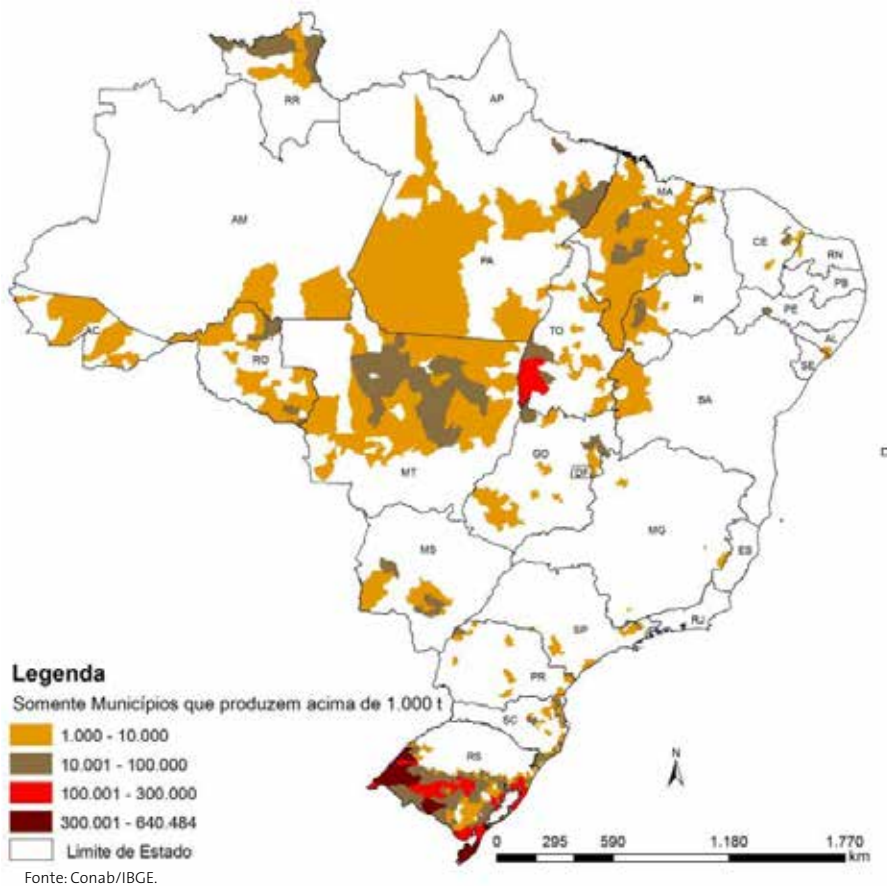 RR
AP
AM
PA
MA
CE
RN
PB
PE
AL
SE
PI
TO
AC
RO
BA
MT
GO
DF
MG
ES
MS
SP
RJ
PR
SC
RS
D
N
Legenda
Somente Municípios que produzem acima de 1.000 t
1.000 - 10.000
10.001 - 100.000
100.001 - 300.000
300.001 - 640.484
Limite de Estado
0 295 590 1.180 1.770
km
Fonte: Conab/IBGE.